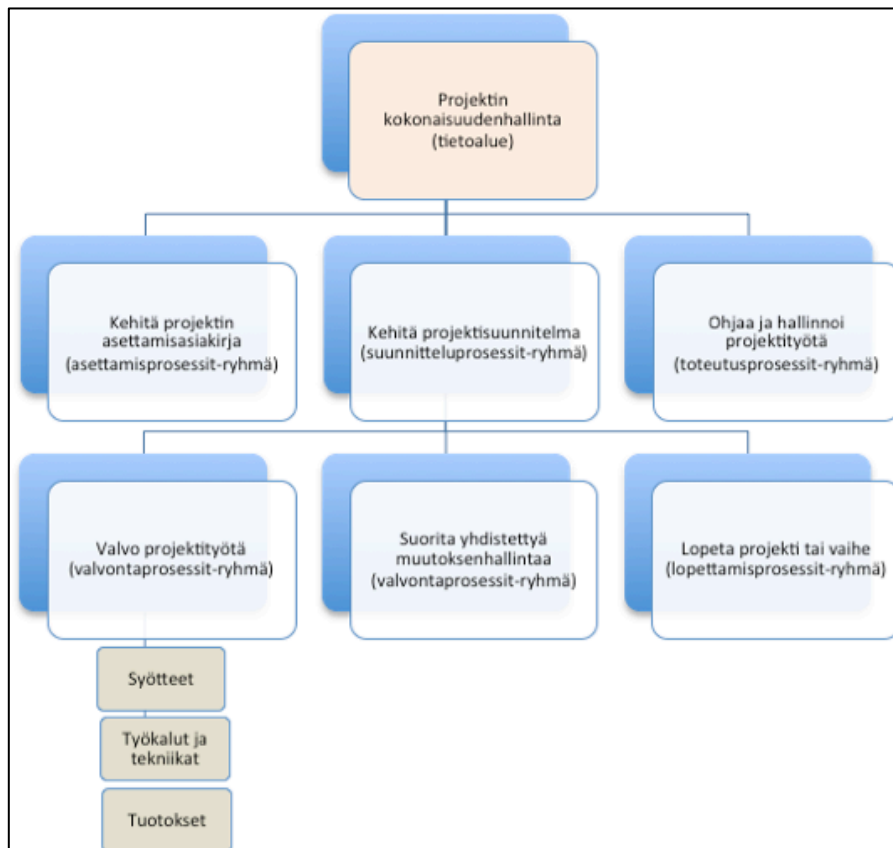 Projektin
kokonaisuudenhallinta
(tietoalue)
Kehitä projektin
asettamisasiakirja
(asettamisprosessit-ryhmä)
Kehitä projektisuunnitelma
(suunnitteluprosessit-ryhmä)
Ohjaa ja hallinnoi
projektityötä
(toteutusprosessit-ryhmä)
Valvo projektityötä
(valvontaprosessit-ryhmä)
Suorita yhdistettyä
muutoksenhallintaa
(valvontaprosessit-ryhmä)
Lopeta projekti tai vaihe
(lopettamisprosessit-ryhmä)
Syötteet
Työkalut ja
tekniikat
Tuotokset